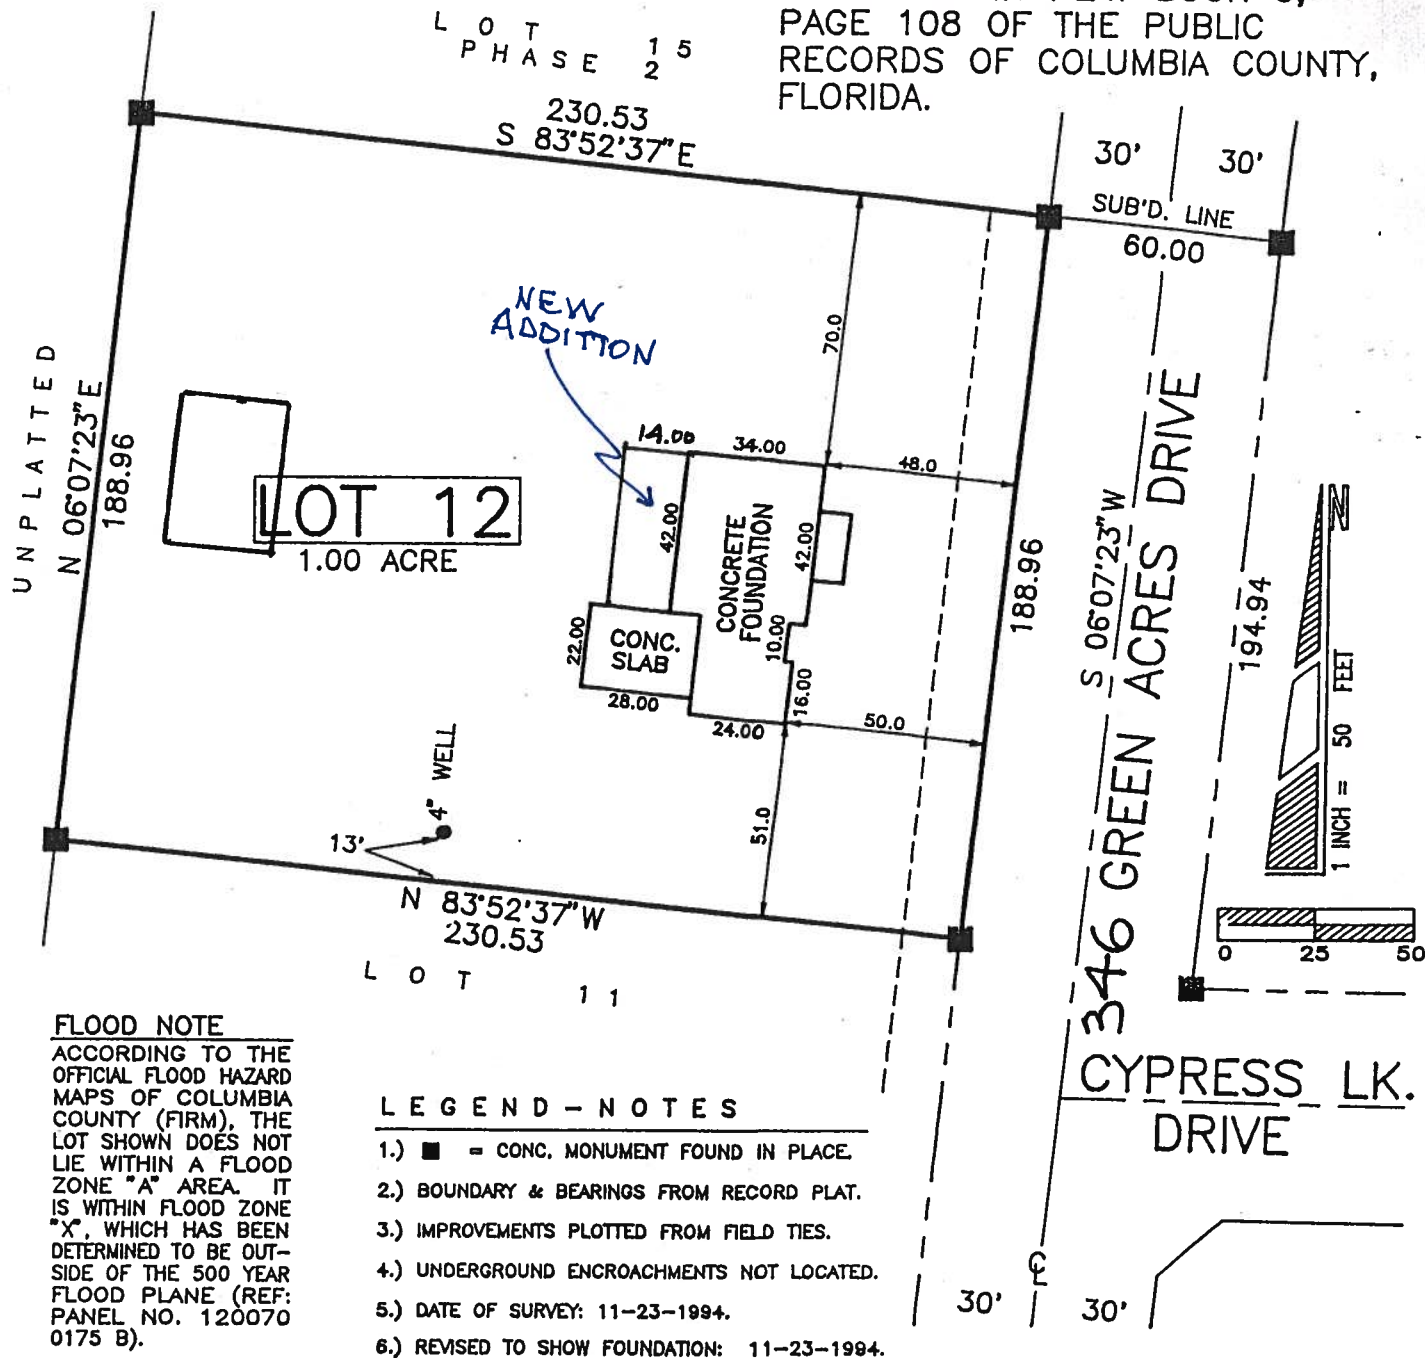 PAGE 108 OF THE PUBLIC
RECORDS OF COLUMBIA COUNTY,
FLORIDA.
LOT 15
PHASE 2
230.53
S 83°52'37"E
30'
30'
SUB'D. LINE
60.00
NEW
ADDITION
70.0
UNPLATTED
N 06°07'23"E
188.96
14.00
34.00
48.0
LOT 12
1.00 ACRE
42.00
CONCRETE
FOUNDATION
42.00
188.96
S 06°07'23"W
346 GREEN ACRES DRIVE
194.94
N
1 INCH = 50 FEET
22.00
CONC.
SLAB
10.00
28.00
16.00
24.00
50.0
4" WELL
13'
51.0
N 83°52'37"W
230.53
LOT 11
0 25 50
CYPRESS LK.
DRIVE
FLOOD NOTE
ACCORDING TO THE
OFFICIAL FLOOD HAZARD
MAPS OF COLUMBIA
COUNTY (FIRM), THE
LOT SHOWN DOES NOT
LIE WITHIN A FLOOD
ZONE "A" AREA. IT
IS WITHIN FLOOD ZONE
"X", WHICH HAS BEEN
DETERMINED TO BE OUT-
SIDE OF THE 500 YEAR
FLOOD PLANE (REF:
PANEL NO. 120070
0175 B).
LEGEND-NOTES
1.) ■ = CONC. MONUMENT FOUND IN PLACE.
2.) BOUNDARY & BEARINGS FROM RECORD PLAT.
3.) IMPROVEMENTS PLOTTED FROM FIELD TIES.
4.) UNDERGROUND ENCROACHMENTS NOT LOCATED.
5.) DATE OF SURVEY: 11-23-1994.
6.) REVISED TO SHOW FOUNDATION: 11-23-1994.
℄
30'
30'